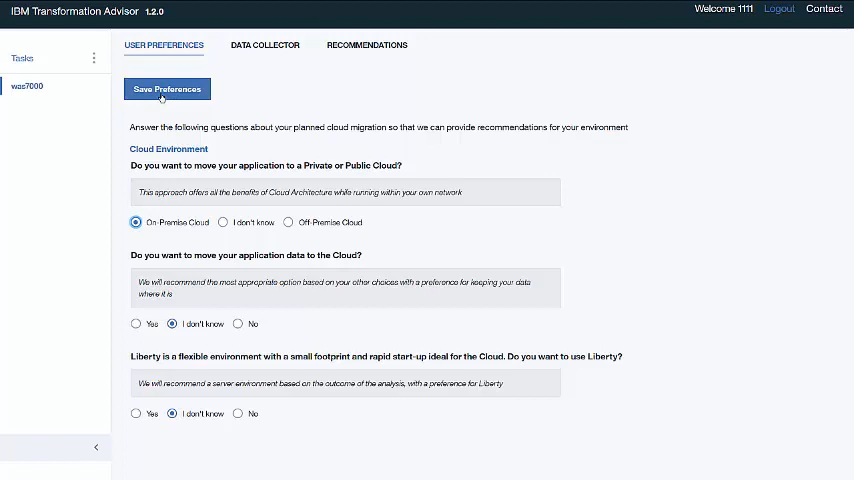 IBM Transformation Advisor 1.2.0
Welcome 1111 Logout Contact
Tasks
was7000
USER PREFERENCES DATA COLLECTOR RECOMMENDATIONS
Save Preferences
Answer the following questions about your planned cloud migration so that we can provide recommendations for your environment
Cloud Environment
Do you want to move your application to a Private or Public Cloud?
This approach offers all the benefits of Cloud Architecture while running within your own network
On-Premise Cloud I don't know Off-Premise Cloud
Do you want to move your application data to the Cloud?
We will recommend the most appropriate option based on your other choices with a preference for keeping your data
where it is
Yes I don't know No
Liberty is a flexible environment with a small footprint and rapid start-up ideal for the Cloud. Do you want to use Liberty?
We will recommend a server environment based on the outcome of the analysis, with a preference for Liberty
Yes I don't know No